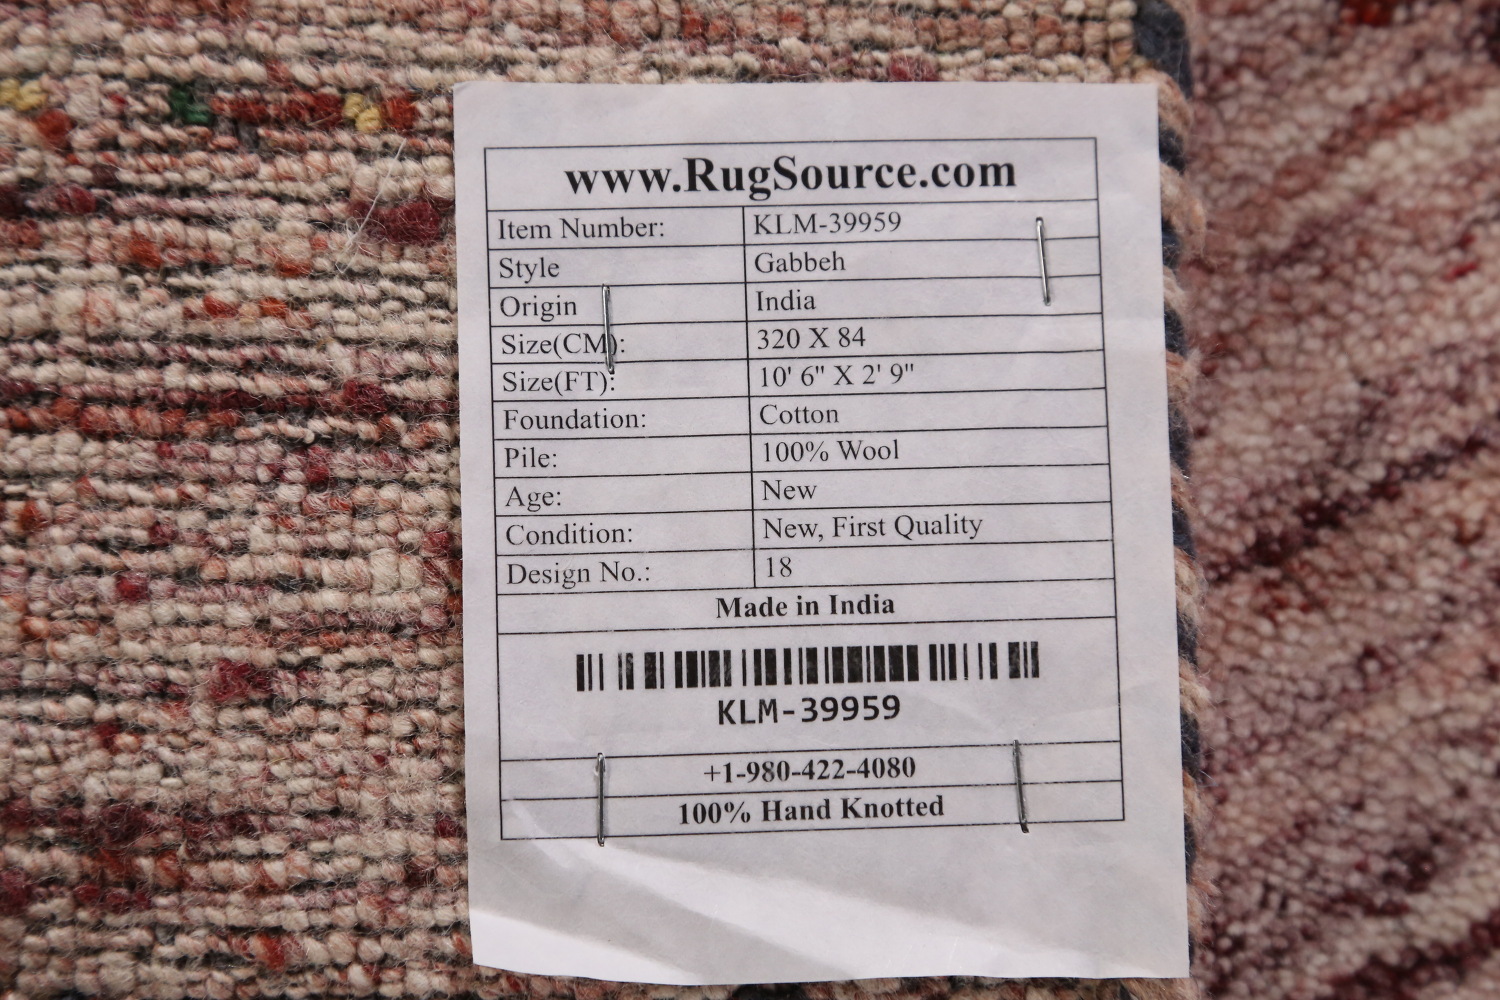 www.RugSource.com
Item Number: KLM-39959
Style Gabbeh
Origin India
Size(CM): 320 X 84
Size(FT): 10' 6" X 2' 9"
Foundation: Cotton
Pile: 100% Wool
Age: New
Condition: New, First Quality
Design No.: 18
Made in India
KLM-39959
+1-980-422-4080
100% Hand Knotted